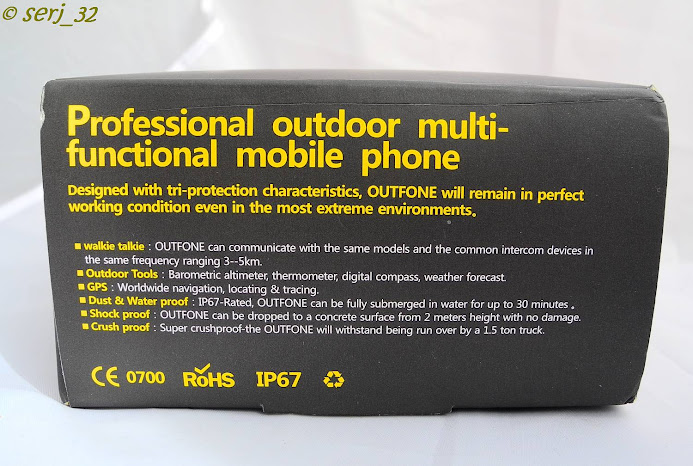 © serj_32
Professional outdoor multi-
functional mobile phone
Designed with tri-protection characteristics, OUTFONE will remain in perfect
working condition even in the most extreme environments。
■ walkie talkie : OUTFONE can communicate with the same models and the common intercom devices in
the same frequency ranging 3--5km.
■ Outdoor Tools : Barometric altimeter, thermometer, digital compass, weather forecast.
■ GPS : Worldwide navigation, locating & tracing.
■ Dust & Water proof : IP67-Rated, OUTFONE can be fully submerged in water for up to 30 minutes 。
■ Shock proof : OUTFONE can be dropped to a concrete surface from 2 meters height with no damage.
■ Crush proof : Super crushproof-the OUTFONE will withstand being run over by a 1.5 ton truck.
CE 0700 RoHS IP67